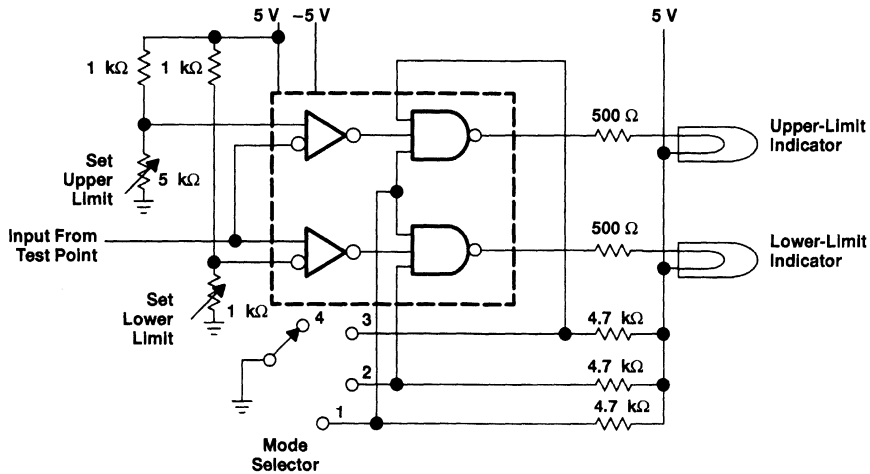 5 V
–5 V
5 V
1 kΩ
1 kΩ
500 Ω
Upper-Limit
Indicator
Set
Upper
Limit
5 kΩ
Input From
Test Point
500 Ω
Lower-Limit
Indicator
Set
Lower
Limit
1 kΩ
4
3
4.7 kΩ
2
4.7 kΩ
1
4.7 kΩ
Mode
Selector